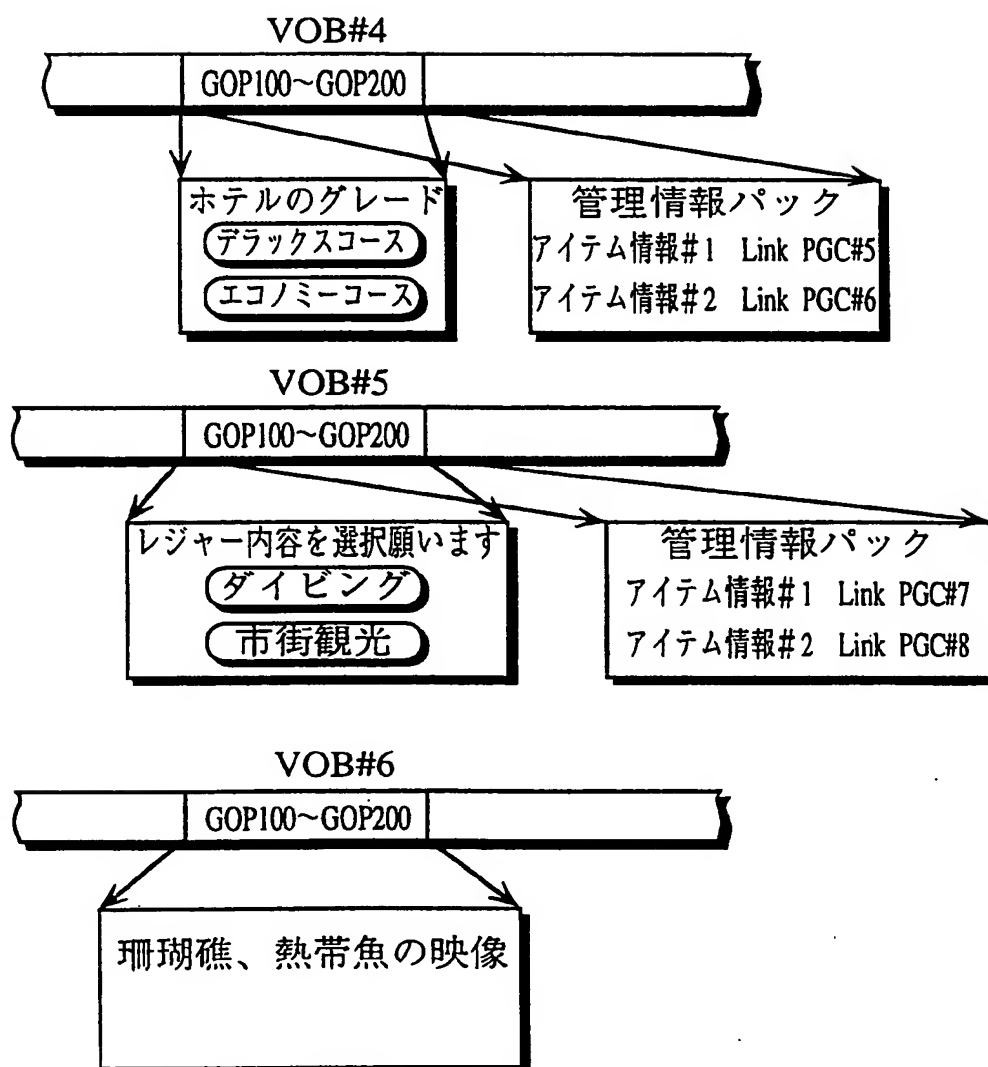 VOB#4
GOP100～GOP200
ホテルのグレード
デラックスコース
エコノミーコース
管理情報パック
アイテム情報＃1 Link PGC#5
アイテム情報＃2 Link PGC#6
VOB#5
GOP100～GOP200
レジャー内容を選択願います
ダイビング
市街観光
管理情報パック
アイテム情報＃1 Link PGC#7
アイテム情報＃2 Link PGC#8
VOB#6
GOP100～GOP200
珊瑚礁、熱帯魚の映像